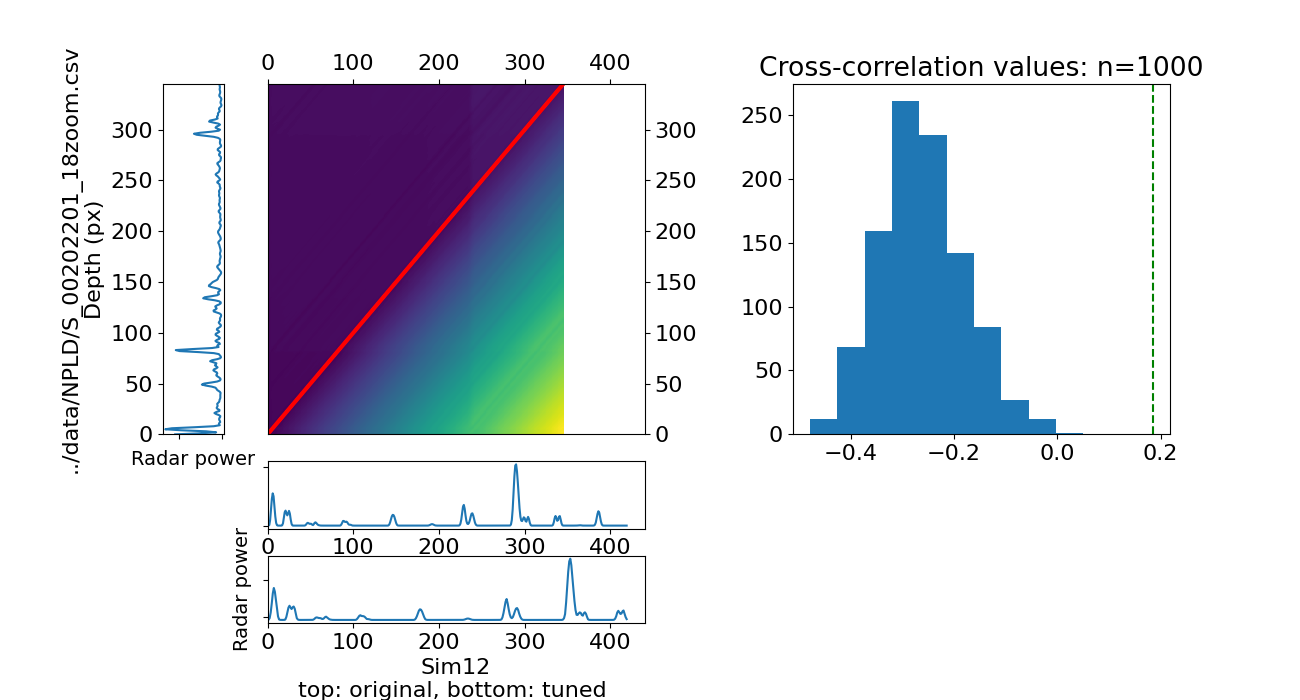 0 100 200 300 400
Cross-correlation values: n=1000
../data/NPLD/S_00202201_18zoom.csv
Depth (px)
300
250
200
150
100
50
0
300
250
200
150
100
50
0
250
200
150
100
50
0
−0.4 −0.2 0.0 0.2
Radar power
0 100 200 300 400
Radar power
0 100 200 300 400
Sim12
top: original, bottom: tuned